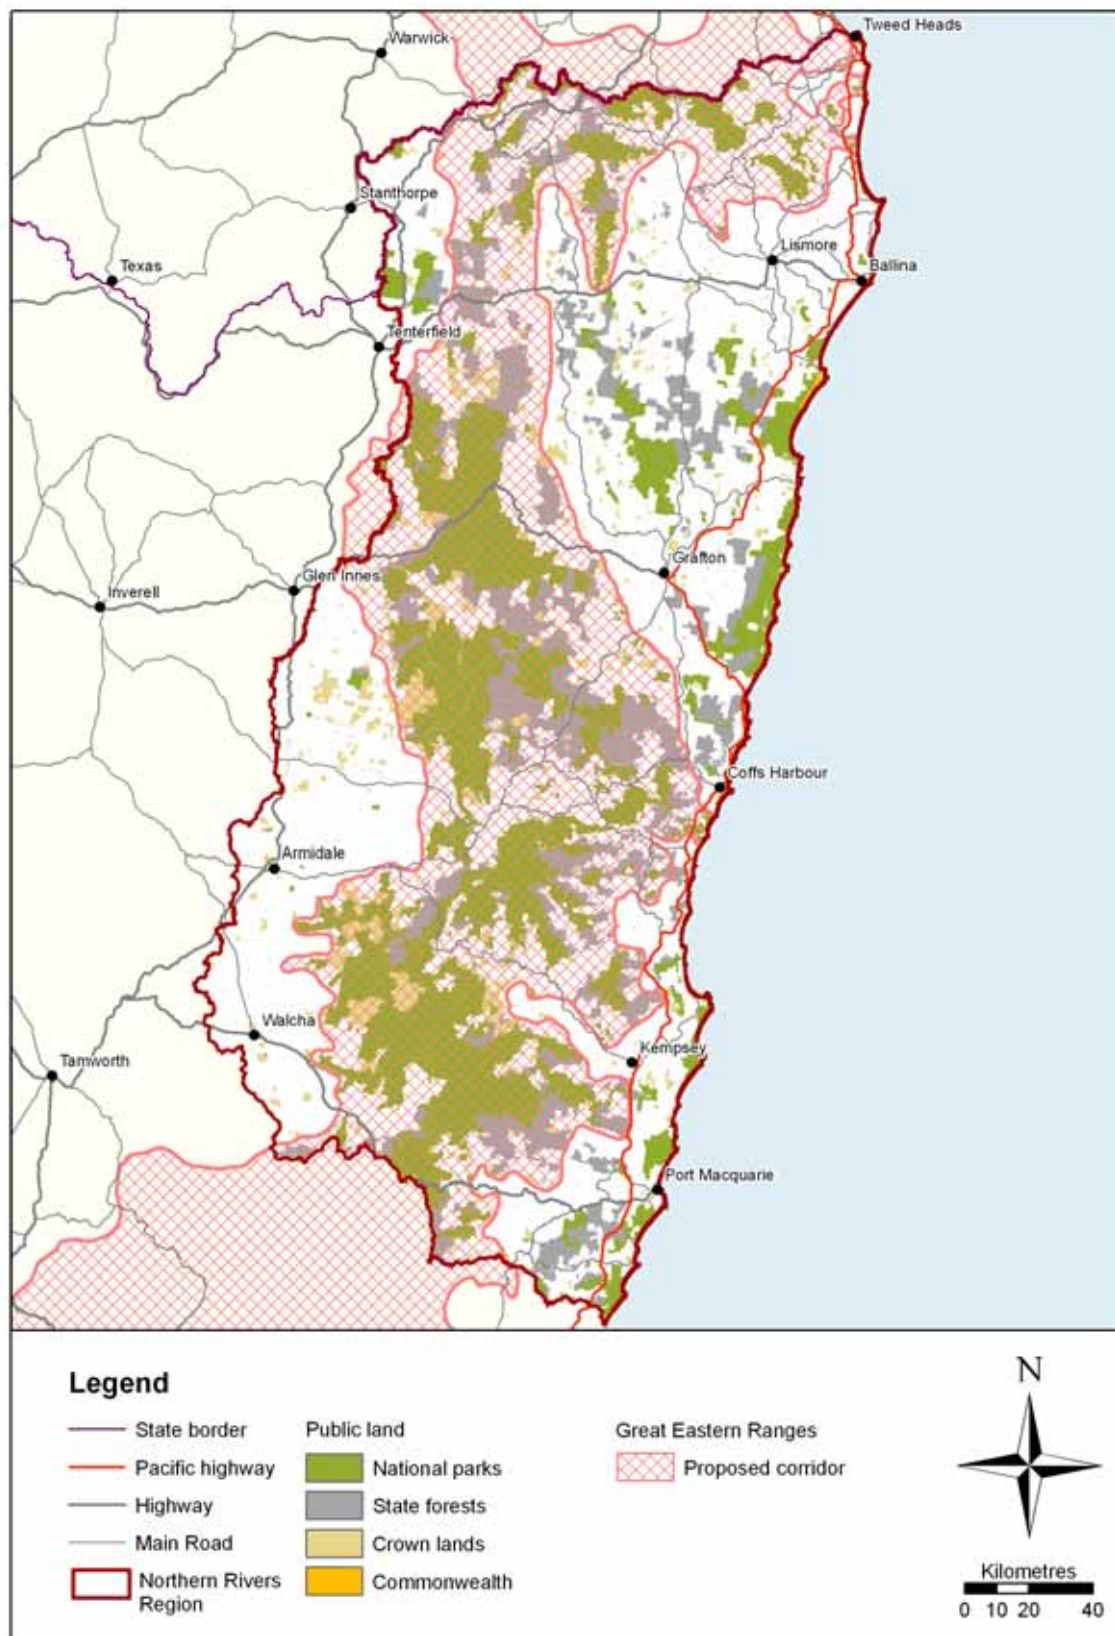 Tweed Heads
Warwick
Stanthorpe
Lismore
Texas
Ballina
Tenterfield
Grafton
Glen Innes
Inverell
Coffs Harbour
Armidale
Walcha
Kempsey
Tamworth
Port Macquarie
Legend
State border
Pacific highway
Highway
Main Road
Northern Rivers
Region
Public land
National parks
State forests
Crown lands
Commonwealth
Great Eastern Ranges
Proposed corridor
N
Kilometres
0 10 20 40